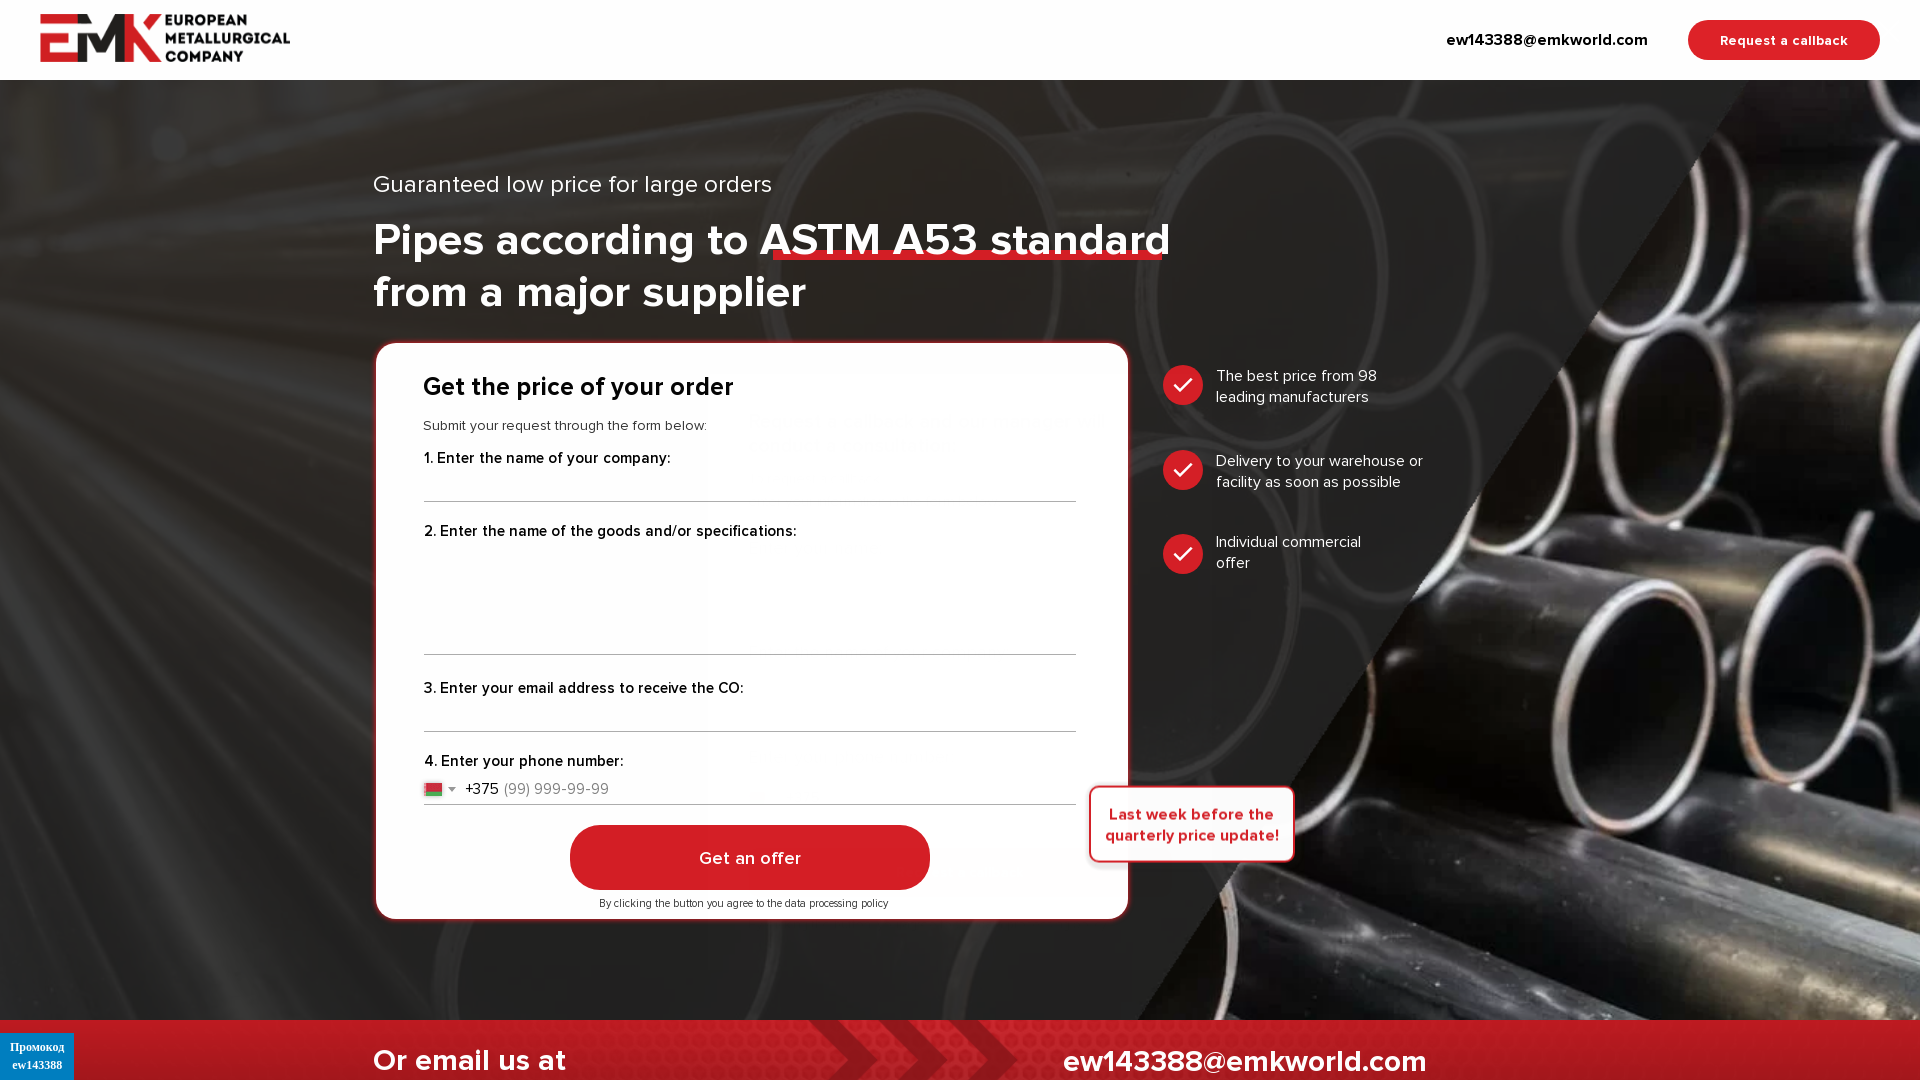 EMK EUROPEAN
METALLURGICAL
COMPANY
ew143388@emkworld.com
Request a callback
Guaranteed low price for large orders
Pipes according to ASTM A53 standard
from a major supplier
Get the price of your order
Submit your request through the form below:
1. Enter the name of your company:
2. Enter the name of the goods and/or specifications:
3. Enter your email address to receive the CO:
4. Enter your phone number:
+375 (99) 999-99-99
Get an offer
By clicking the button you agree to the data processing policy
The best price from 98
leading manufacturers
Delivery to your warehouse or
facility as soon as possible
Individual commercial
offer
Last week before the
quarterly price update!
Or email us at
ew143388@emkworld.com
Промокод
ew143388